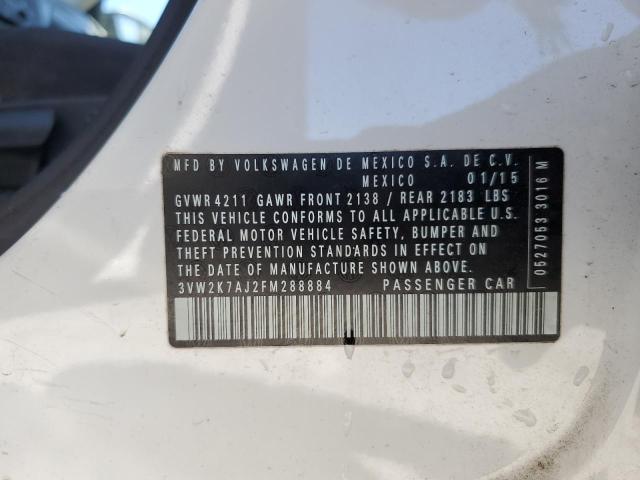 MFD. BY VOLKSWAGEN DE MEXICO S.A. DE C.V.
MEXICO 01/15
GVWR 4211 GAWR FRONT 2138 / REAR 2183 LBS
THIS VEHICLE CONFORMS TO ALL APPLICABLE U.S.
FEDERAL MOTOR VEHICLE SAFETY, BUMPER AND
THEFT PREVENTION STANDARDS IN EFFECT ON
THE DATE OF MANUFACTURE SHOWN ABOVE.
3VW2K7AJ2FM288884 PASSENGER CAR
0527053 3016 M